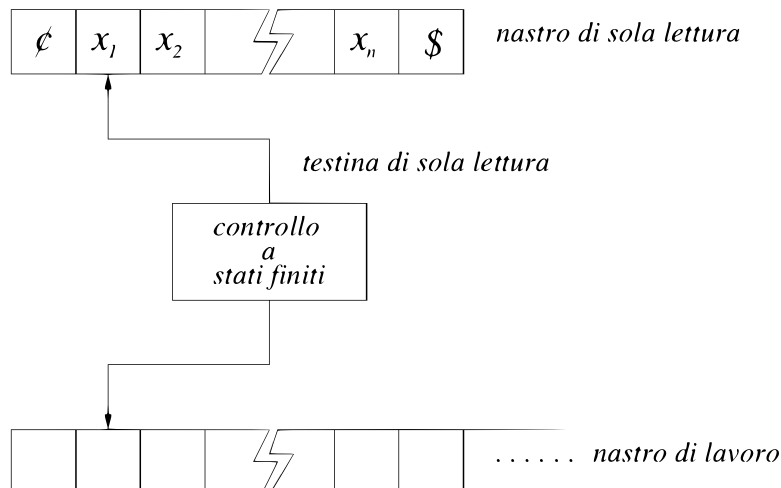 ¢ x₁ x₂ xₙ $ nastro di sola lettura
testina di sola lettura
controllo
a
stati finiti
...... nastro di lavoro